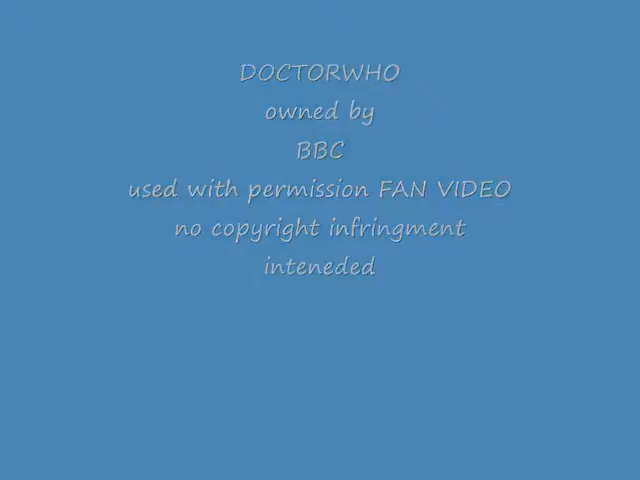 DOCTORWHO
owned by
BBC
used with permission FAN VIDEO
no copyright infringment
inteneded